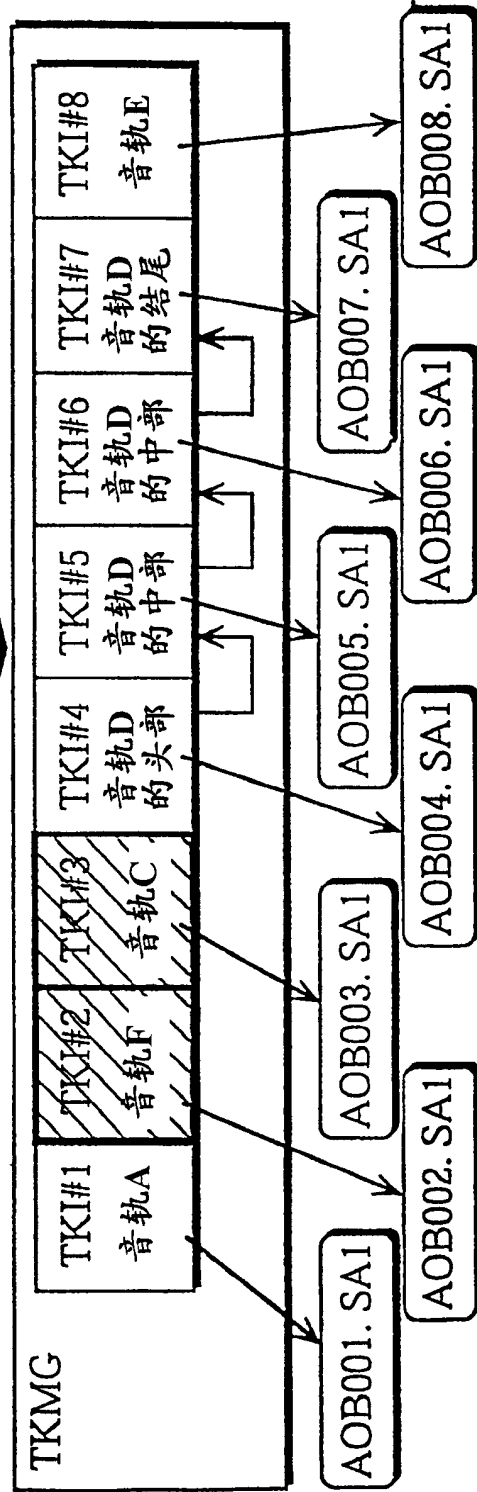 TKMG
TKI#1
音轨A
TKI#2
音轨F
TKI#3
音轨C
TKI#4
音轨D
的头部
TKI#5
音轨D
的中部
TKI#6
音轨D
的中部
TKI#7
音轨D
的结尾
TKI#8
音轨E
AOB001. SA1
AOB002. SA1
AOB003. SA1
AOB004. SA1
AOB005. SA1
AOB006. SA1
AOB007. SA1
AOB008. SA1